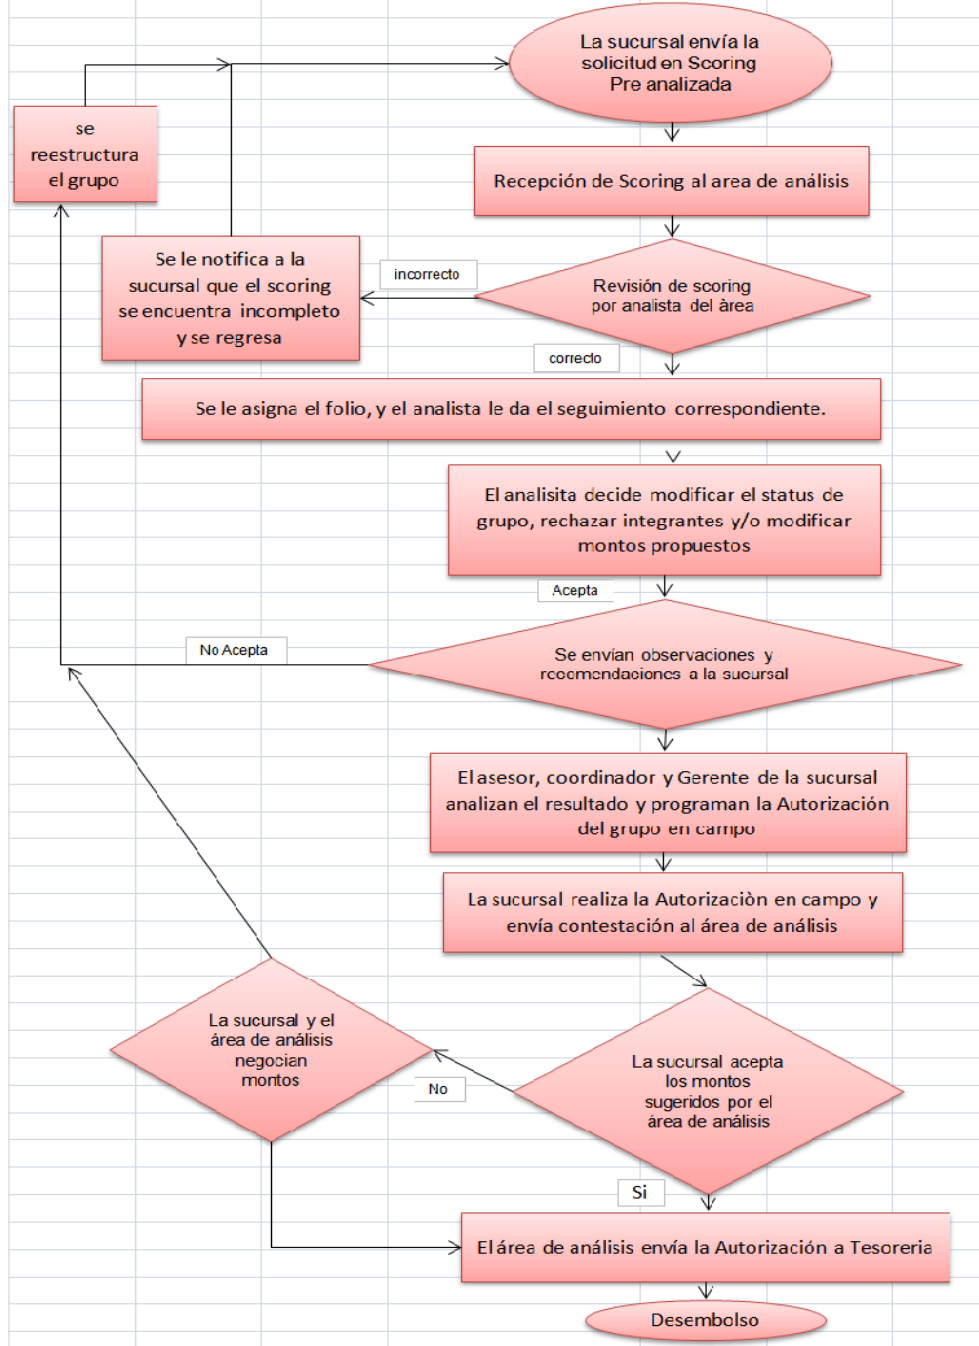 La sucursal envía la
solicitud en Scoring
Pre analizada
se
reestructura
el grupo
Recepción de Scoring al area de análisis
Se le notifica a la
sucursal que el scoring
se encuentra incompleto
y se regresa
incorrecto
Revisión de scoring
por analista del àrea
correcto
Se le asigna el folio, y el analista le da el seguimiento correspondiente.
El analisita decide modificar el status de
grupo, rechazar integrantes y/o modificar
montos propuestos
Acepta
No Acepta
Se envían observaciones y
recomendaciones a la sucursal
El asesor, coordinador y Gerente de la sucursal
analizan el resultado y programan la Autorización
del grupo en campo
La sucursal realiza la Autorizaciòn en campo y
envía contestación al área de análisis
La sucursal y el
área de análisis
negocian
montos
No
La sucursal acepta
los montos
sugeridos por el
área de análisis
Si
El área de análisis envía la Autorización a Tesoreria
Desembolso